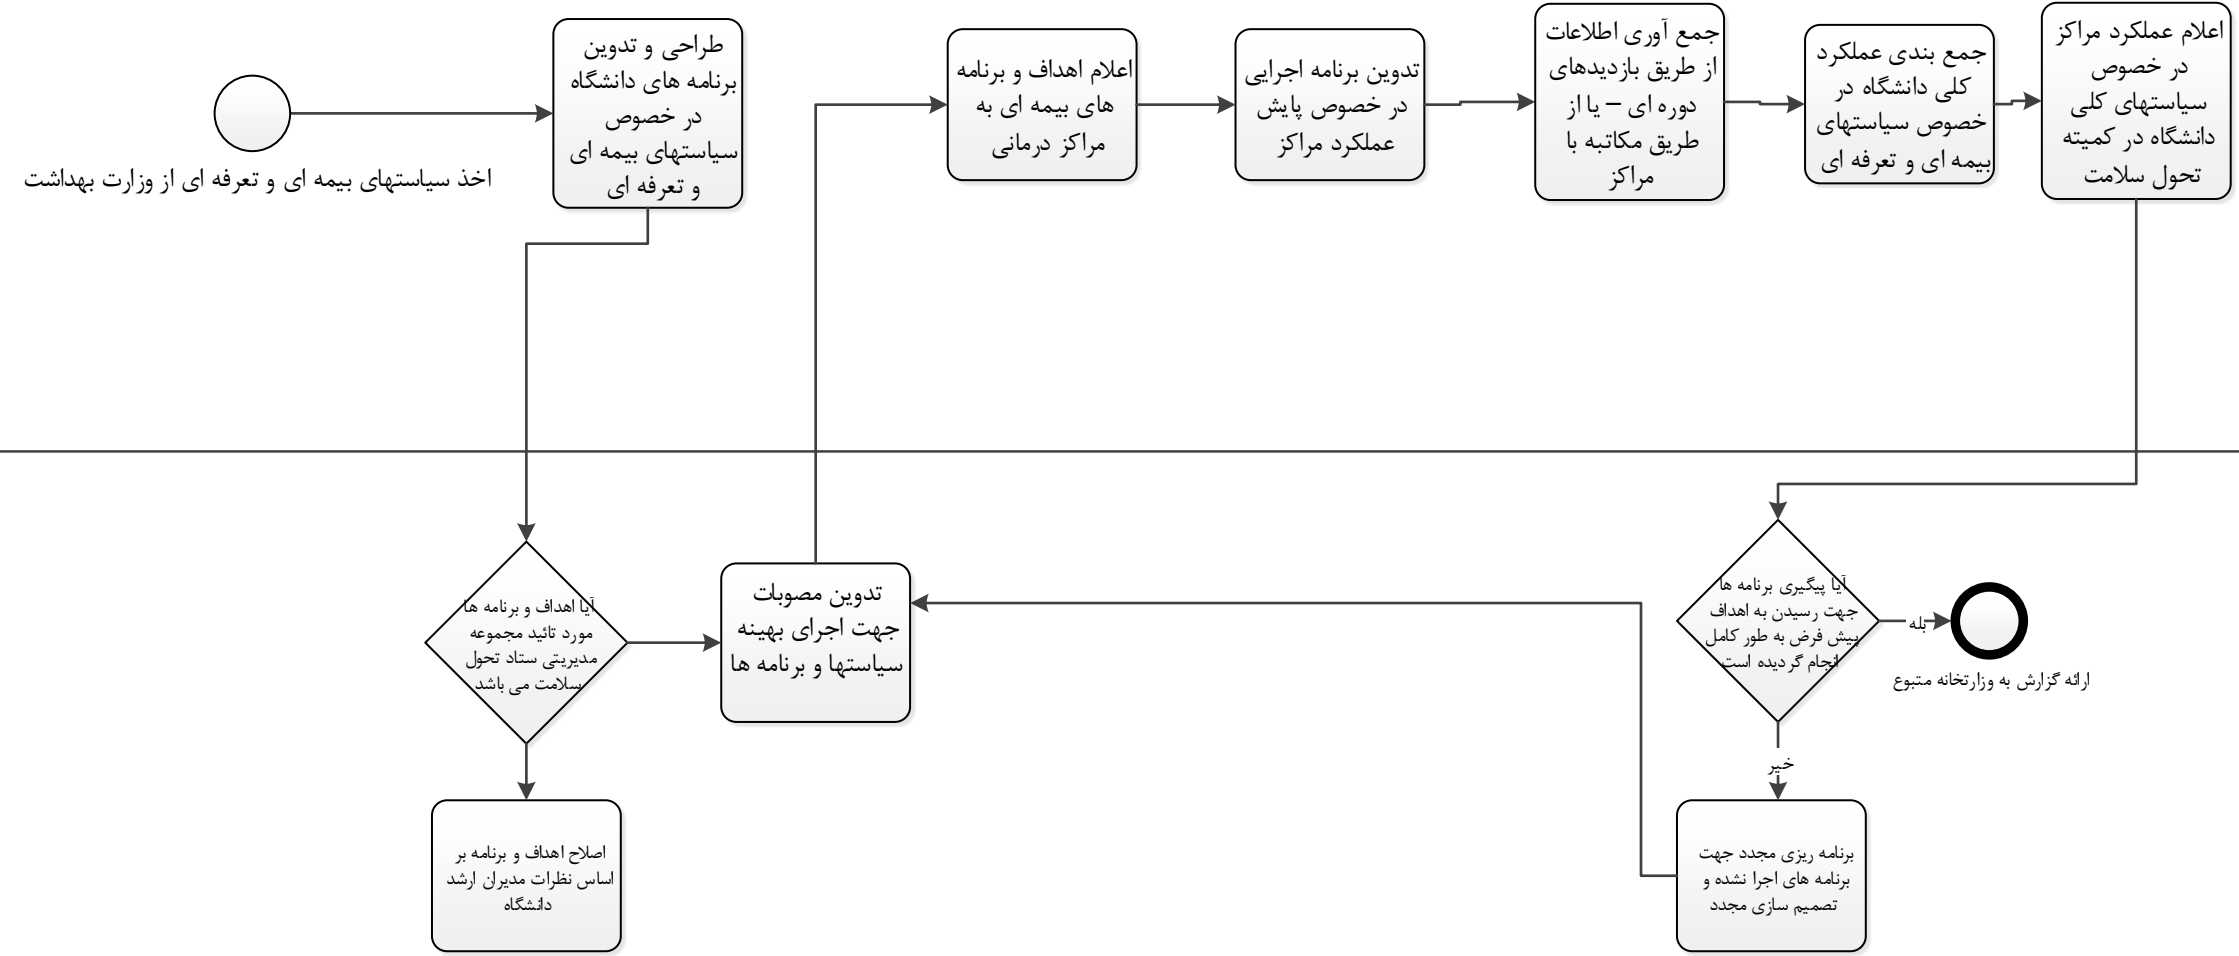 اخذ سیاستهای بیمه ای و تعرفه ای از وزارت بهداشت
طراحی و تدوین
برنامه های دانشگاه
در خصوص
سیاستهای بیمه ای
و تعرفه ای
اعلام اهداف و برنامه
های بیمه ای به
مراکز درمانی
تدوین برنامه اجرایی
در خصوص پایش
عملکرد مراکز
جمع آوری اطلاعات
از طریق بازدیدهای
دوره ای – یا از
طریق مکاتبه با
مراکز
جمع بندی عملکرد
کلی دانشگاه در
خصوص سیاستهای
بیمه ای و تعرفه ای
اعلام عملکرد مراکز
در خصوص
سیاستهای کلی
دانشگاه در کمیته
تحول سلامت
آیا اهداف و برنامه ها
مورد تائید مجموعه
مدیریتی ستاد تحول
سلامت می باشد
تدوین مصوبات
جهت اجرای بهینه
سیاستها و برنامه ها
آیا پیگیری برنامه ها
جهت رسیدن به اهداف
پیش فرض به طور کامل
انجام گردیده است
بله
ارائه گزارش به وزارتخانه متبوع
خیر
اصلاح اهداف و برنامه بر
اساس نظرات مدیران ارشد
دانشگاه
برنامه ریزی مجدد جهت
برنامه های اجرا نشده و
تصمیم سازی مجدد